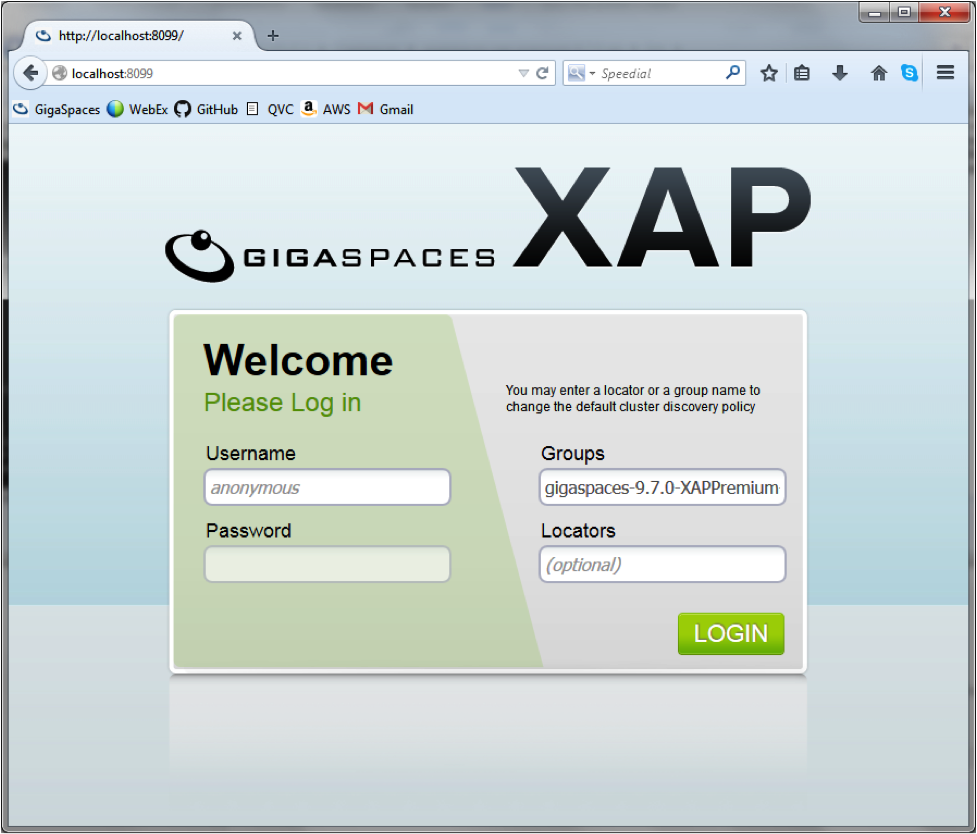 http://localhost:8099/
localhost:8099
Speedial
GigaSpaces WebEx GitHub QVC AWS Gmail
GIGASPACES XAP
Welcome
Please Log in
You may enter a locator or a group name to
change the default cluster discovery policy
Username
Groups
anonymous
gigaspaces-9.7.0-XAPPremium-
Password
Locators
(optional)
LOGIN